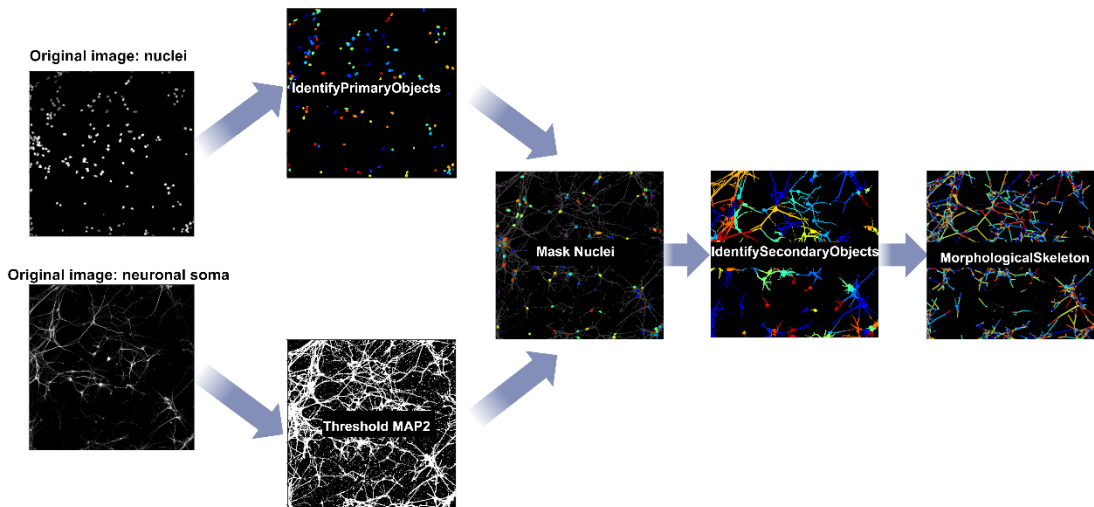 Original image: nuclei
IdentifyPrimaryObjects
Original image: neuronal soma
Threshold MAP2
Mask Nuclei
IdentifySecondaryObjects
MorphologicalSkeleton